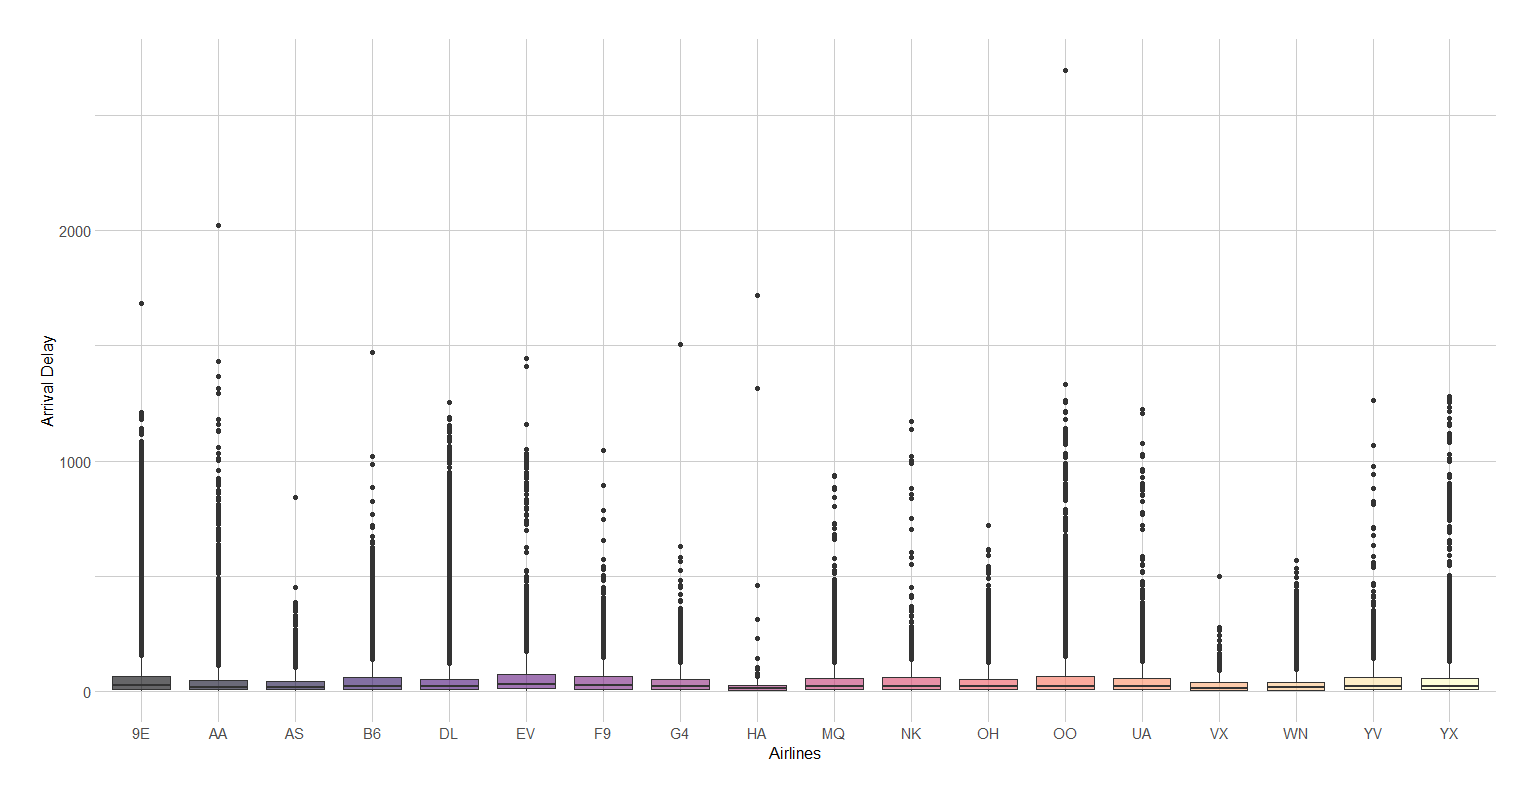 2000
1000
0
Arrival Delay
9E AA AS B6 DL EV F9 G4 HA MQ NK OH OO UA VX WN YV YX
Airlines